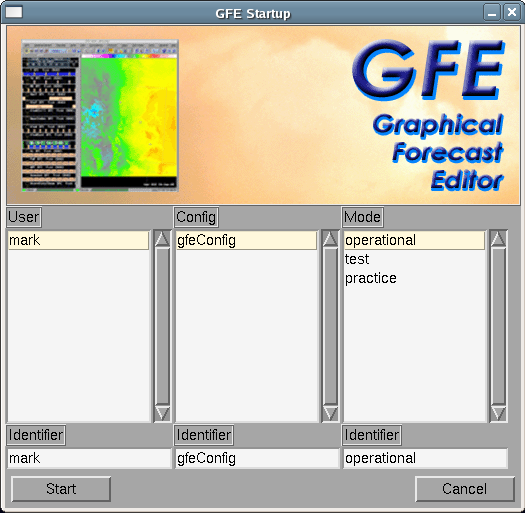 GFE Startup
GFE
Graphical
Forecast
Editor
User Config Mode
mark gfeConfig operational
test
practice
Identifier Identifier Identifier
mark gfeConfig operational
Start Cancel